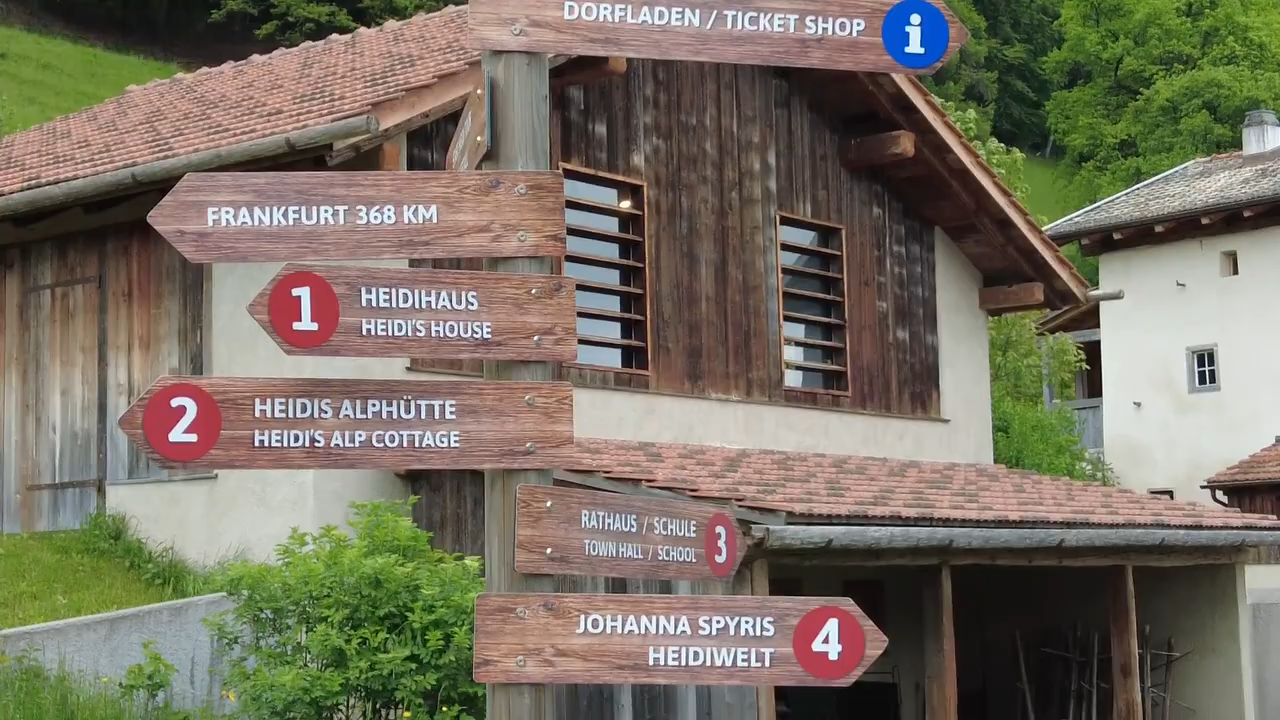 DORFLADEN / TICKET SHOP i
FRANKFURT 368 KM
1 HEIDIHAUS
HEIDI'S HOUSE
2 HEIDIS ALPHÜTTE
HEIDI'S ALP COTTAGE
RATHAUS / SCHULE 3
TOWN HALL / SCHOOL
JOHANNA SPYRIS 4
HEIDIWELT